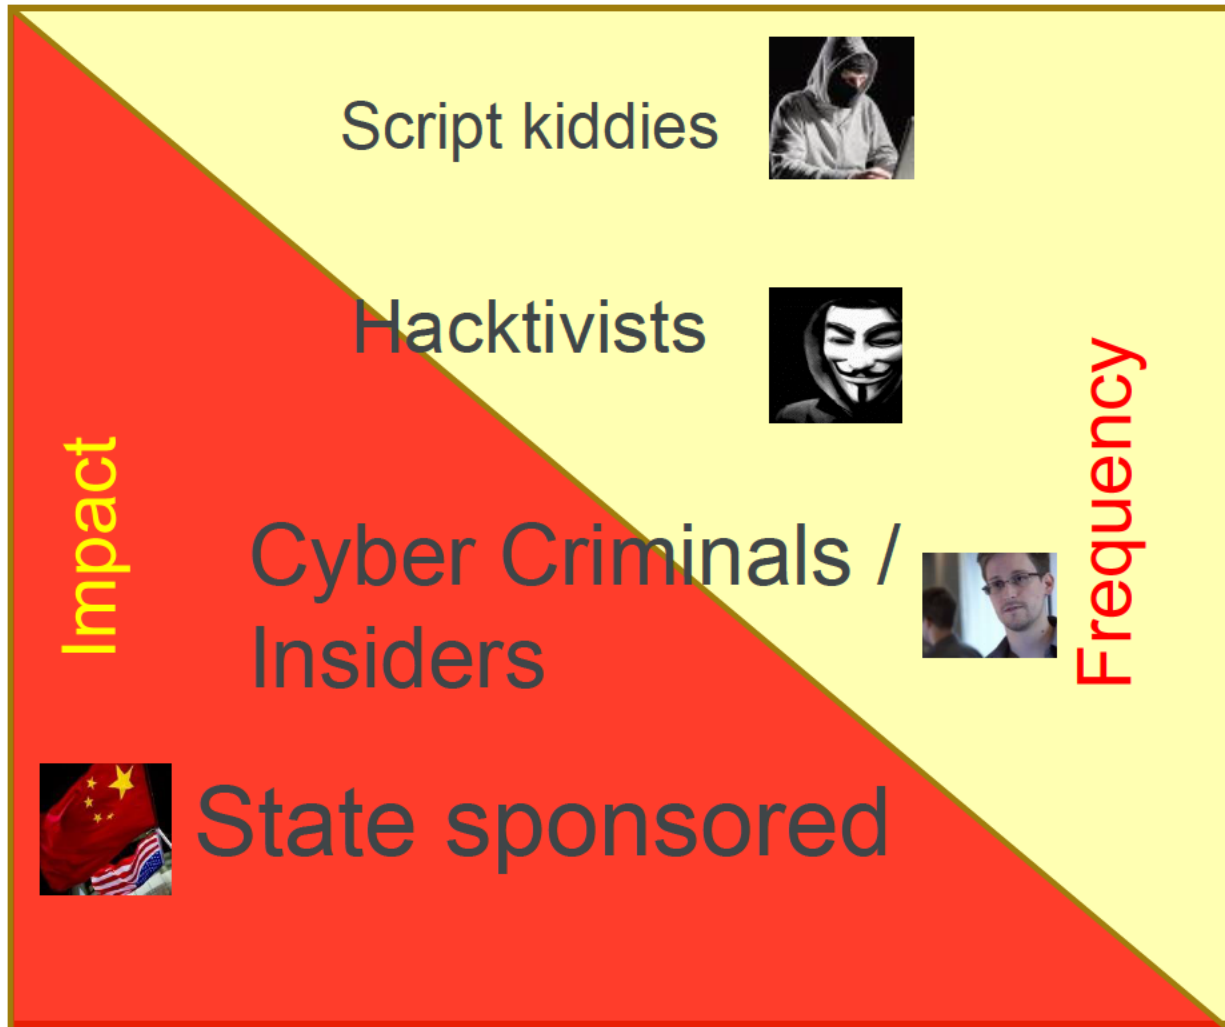 Script kiddies
Hacktivists
Impact
Frequency
Cyber Criminals /
Insiders
State sponsored